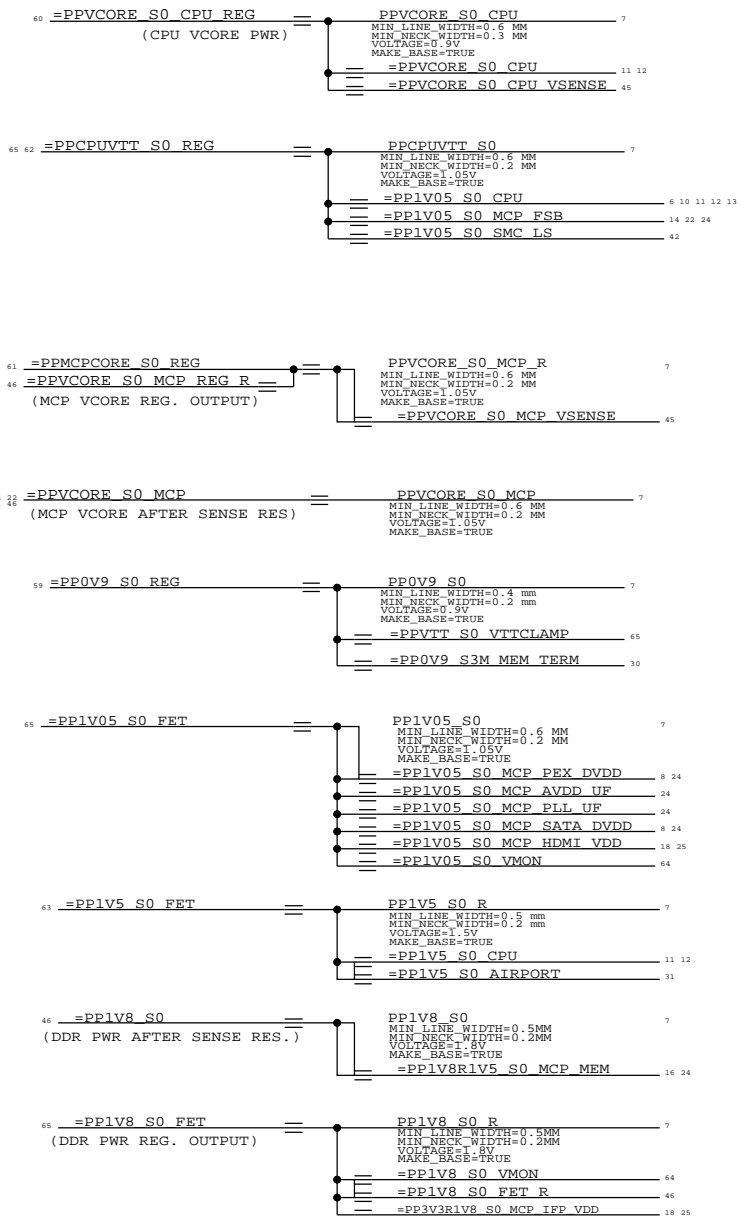 60 =PPVCORE_S0_CPU_REG
(CPU VCORE PWR)
PPVCORE_S0_CPU 7
MIN_LINE_WIDTH=0.6 MM
MIN_NECK_WIDTH=0.3 MM
VOLTAGE=0.9V
MAKE_BASE=TRUE
=PPVCORE_S0_CPU 11 12
=PPVCORE_S0_CPU_VSENSE 45
65 62 =PPCPUVTT_S0_REG
PPCPUVTT_S0 7
MIN_LINE_WIDTH=0.6 MM
MIN_NECK_WIDTH=0.2 MM
VOLTAGE=1.05V
MAKE_BASE=TRUE
=PP1V05_S0_CPU 6 10 11 12 13
=PP1V05_S0_MCP_FSB 14 22 24
=PP1V05_S0_SMC_LS 42
61 =PPMCPCORE_S0_REG
46 =PPVCORE_S0_MCP_REG_R
(MCP VCORE REG. OUTPUT)
PPVCORE_S0_MCP_R 7
MIN_LINE_WIDTH=0.6 MM
MIN_NECK_WIDTH=0.2 MM
VOLTAGE=1.05V
MAKE_BASE=TRUE
=PPVCORE_S0_MCP_VSENSE 45
22 =PPVCORE_S0_MCP
46
(MCP VCORE AFTER SENSE RES)
PPVCORE_S0_MCP 7
MIN_LINE_WIDTH=0.6 MM
MIN_NECK_WIDTH=0.2 MM
VOLTAGE=1.05V
MAKE_BASE=TRUE
59 =PP0V9_S0_REG
PP0V9_S0 7
MIN_LINE_WIDTH=0.4 mm
MIN_NECK_WIDTH=0.2 mm
VOLTAGE=0.9V
MAKE_BASE=TRUE
=PPVTT_S0_VTTCLAMP 65
=PP0V9_S3M_MEM_TERM 30
65 =PP1V05_S0_FET
PP1V05_S0 7
MIN_LINE_WIDTH=0.6 MM
MIN_NECK_WIDTH=0.2 MM
VOLTAGE=1.05V
MAKE_BASE=TRUE
=PP1V05_S0_MCP_PEX_DVDD 8 24
=PP1V05_S0_MCP_AVDD_UF 24
=PP1V05_S0_MCP_PLL_UF 24
=PP1V05_S0_MCP_SATA_DVDD 8 24
=PP1V05_S0_MCP_HDMI_VDD 18 25
=PP1V05_S0_VMON 64
63 =PP1V5_S0_FET
PP1V5_S0_R 7
MIN_LINE_WIDTH=0.5 mm
MIN_NECK_WIDTH=0.2 mm
VOLTAGE=1.5V
MAKE_BASE=TRUE
=PP1V5_S0_CPU 11 12
=PP1V5_S0_AIRPORT 31
46 =PP1V8_S0
(DDR PWR AFTER SENSE RES.)
PP1V8_S0 7
MIN_LINE_WIDTH=0.5MM
MIN_NECK_WIDTH=0.2MM
VOLTAGE=1.8V
MAKE_BASE=TRUE
=PP1V8R1V5_S0_MCP_MEM 16 24
65 =PP1V8_S0_FET
(DDR PWR REG. OUTPUT)
PP1V8_S0_R 7
MIN_LINE_WIDTH=0.5MM
MIN_NECK_WIDTH=0.2MM
VOLTAGE=1.8V
MAKE_BASE=TRUE
=PP1V8_S0_VMON 64
=PP1V8_S0_FET_R 46
=PP3V3R1V8_S0_MCP_IFP_VDD 18 25